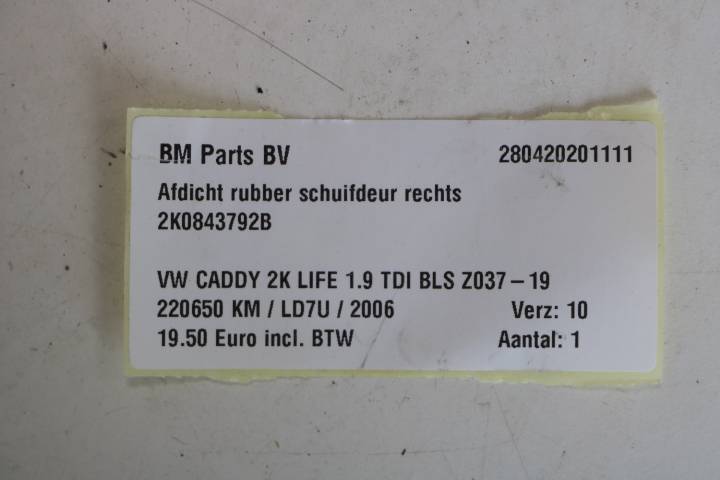 BM Parts BV 280420201111
Afdicht rubber schuifdeur rechts
2K0843792B
VW CADDY 2K LIFE 1.9 TDI BLS Z037 – 19
220650 KM / LD7U / 2006 Verz: 10
19.50 Euro incl. BTW Aantal: 1